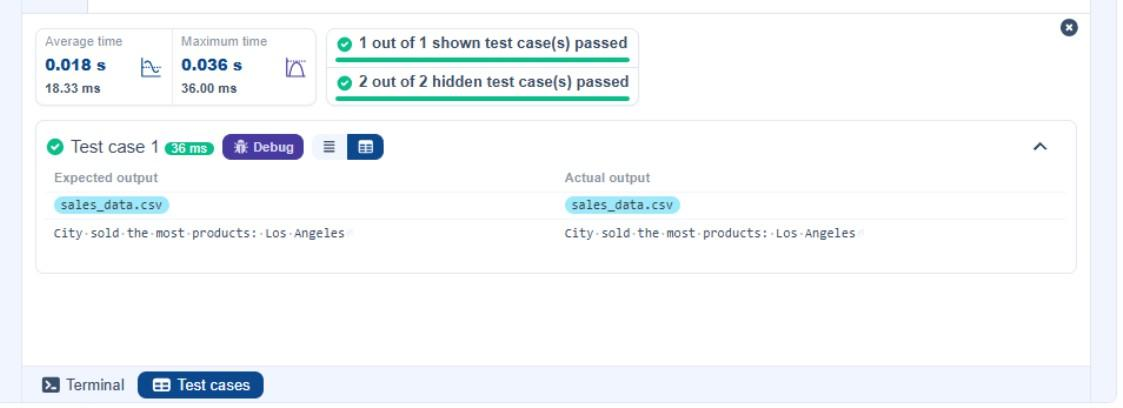 Average time
0.018 s
18.33 ms
Maximum time
0.036 s
36.00 ms
1 out of 1 shown test case(s) passed
2 out of 2 hidden test case(s) passed
Test case 1 36 ms Debug
Expected output
Actual output
sales_data.csv
sales_data.csv
City·sold·the·most·products:·Los·Angeles
City·sold·the·most·products:·Los·Angeles
Terminal
Test cases